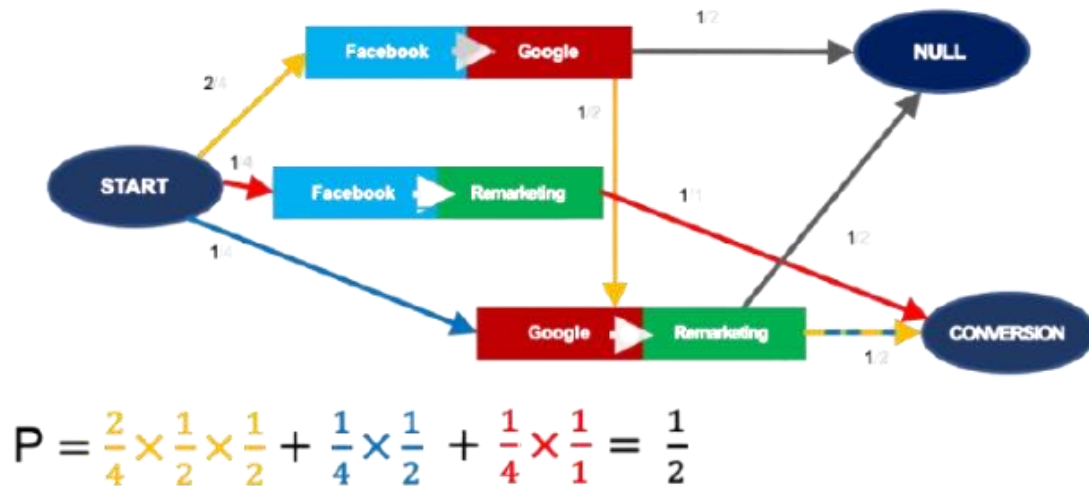 1/2
Facebook Google
NULL
2/4
1/2
1/4
START
Facebook Remarketing
1/1
1/4
1/2
Google Remarketing
CONVERSION
1/2
P = 2/4 × 1/2 × 1/2 + 1/4 × 1/2 + 1/4 × 1/1 = 1/2